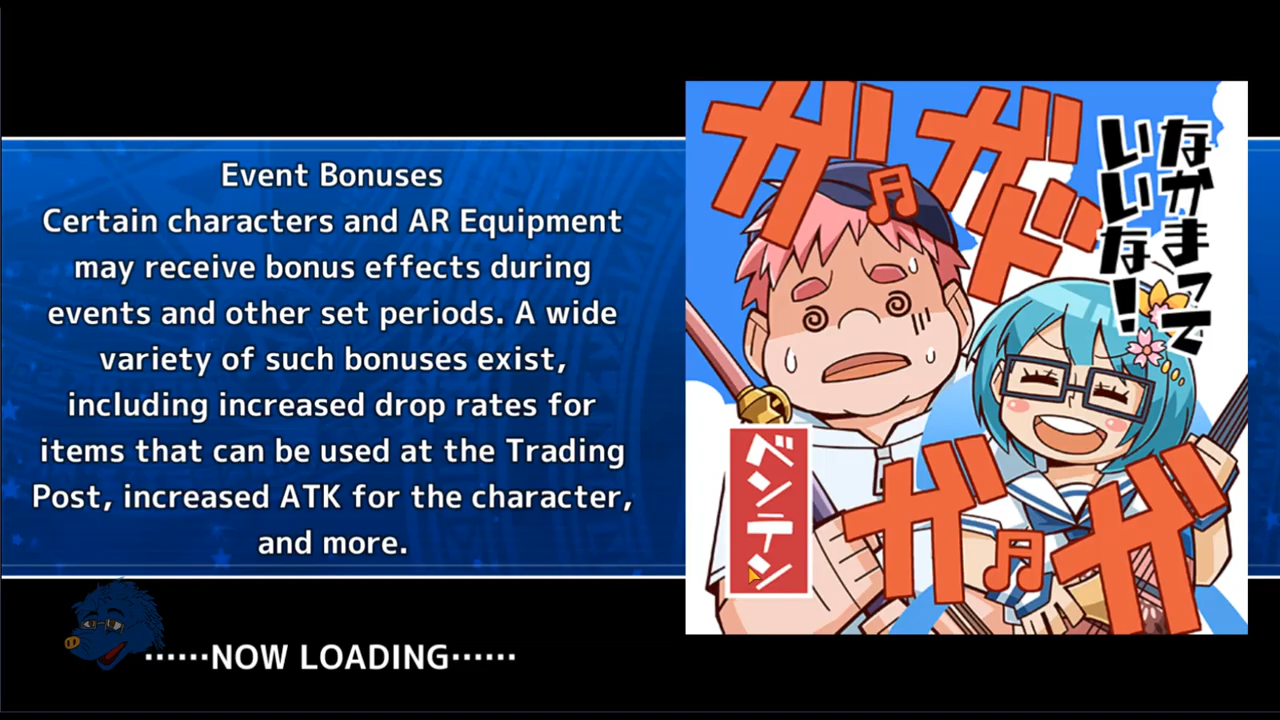 Event Bonuses
Certain characters and AR Equipment
may receive bonus effects during
events and other set periods. A wide
variety of such bonuses exist,
including increased drop rates for
items that can be used at the Trading
Post, increased ATK for the character,
and more.
······NOW LOADING······
ガガガド
なかまって
いいな!
ベンテン
ガガ